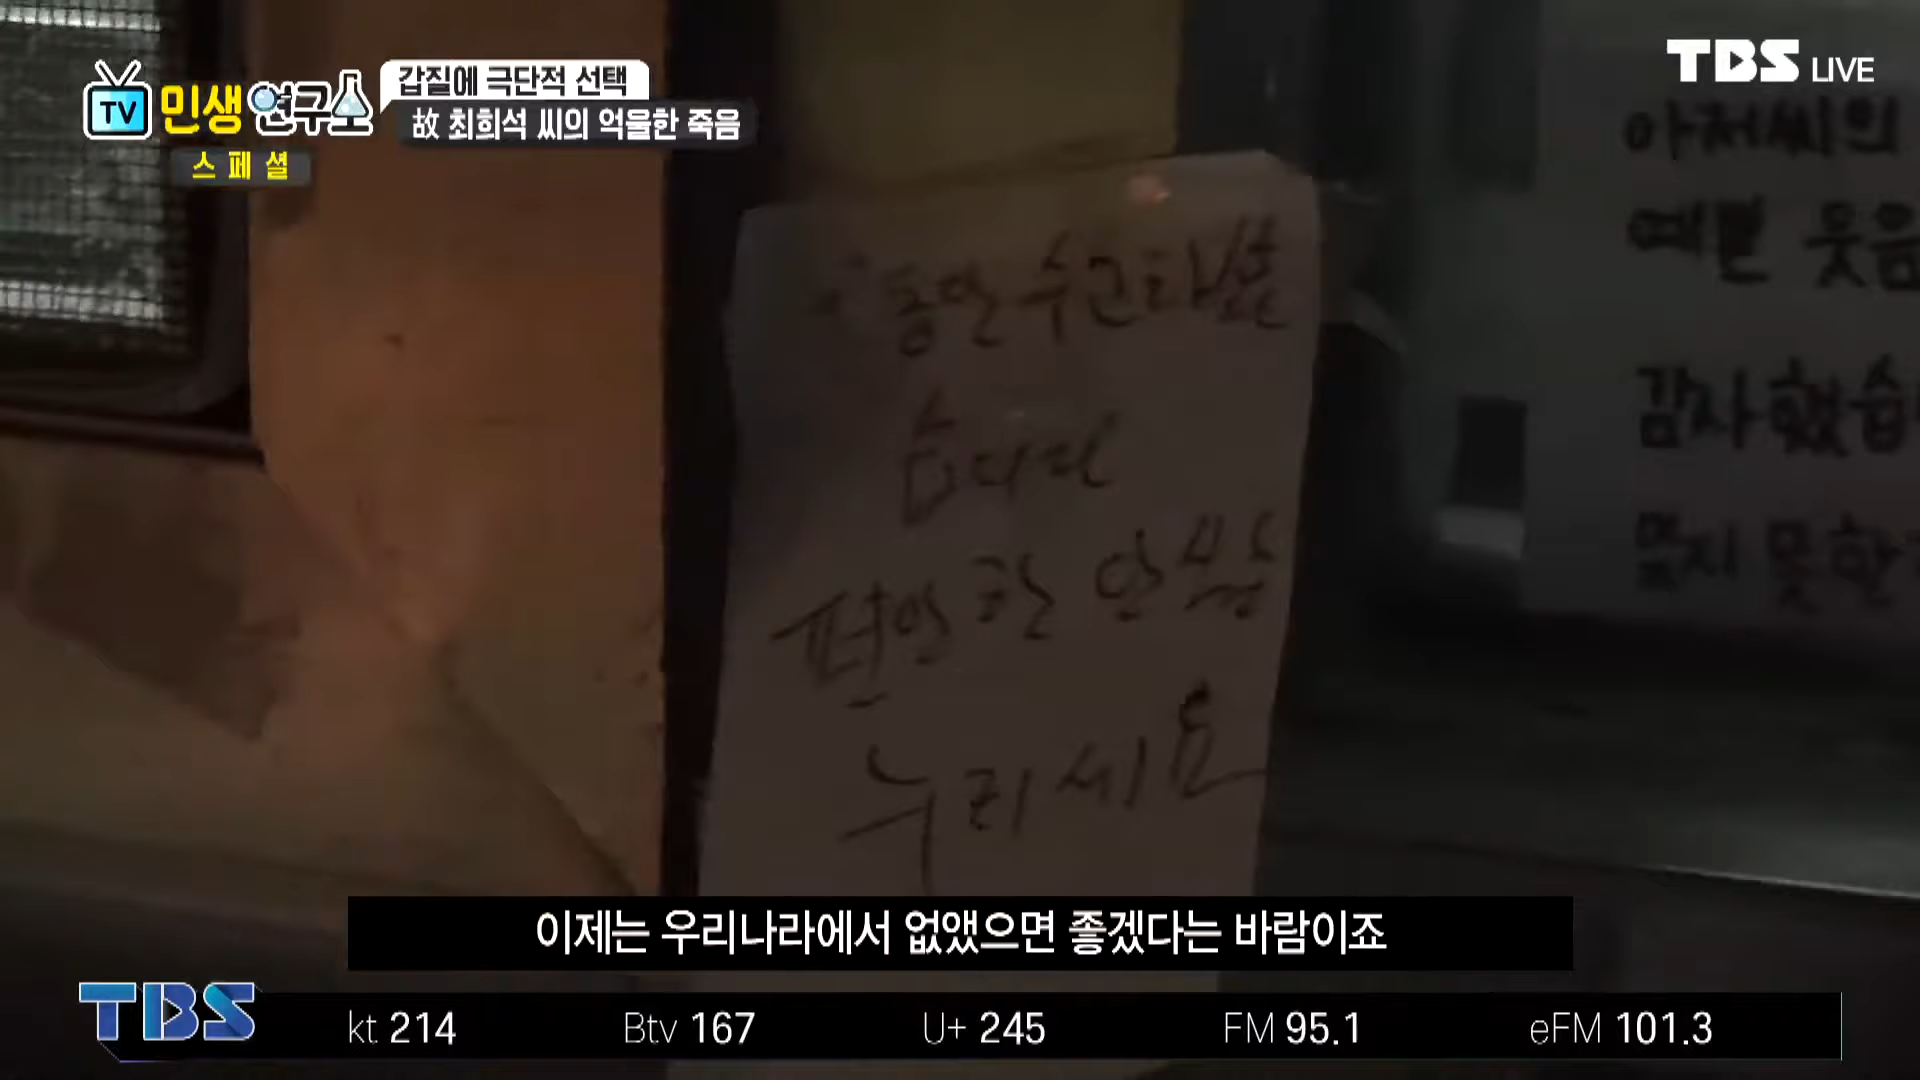 TV 민생연구소
스페셜
갑질에 극단적 선택
故 최희석 씨의 억울한 죽음
TBS LIVE
동안 수고하셨
습니다
편안한 안식
누리세요
아저씨의
예쁜 웃음
감사했습
잊지 못할
이제는 우리나라에서 없앴으면 좋겠다는 바람이죠
TBS kt 214 Btv 167 U+ 245 FM 95.1 eFM 101.3